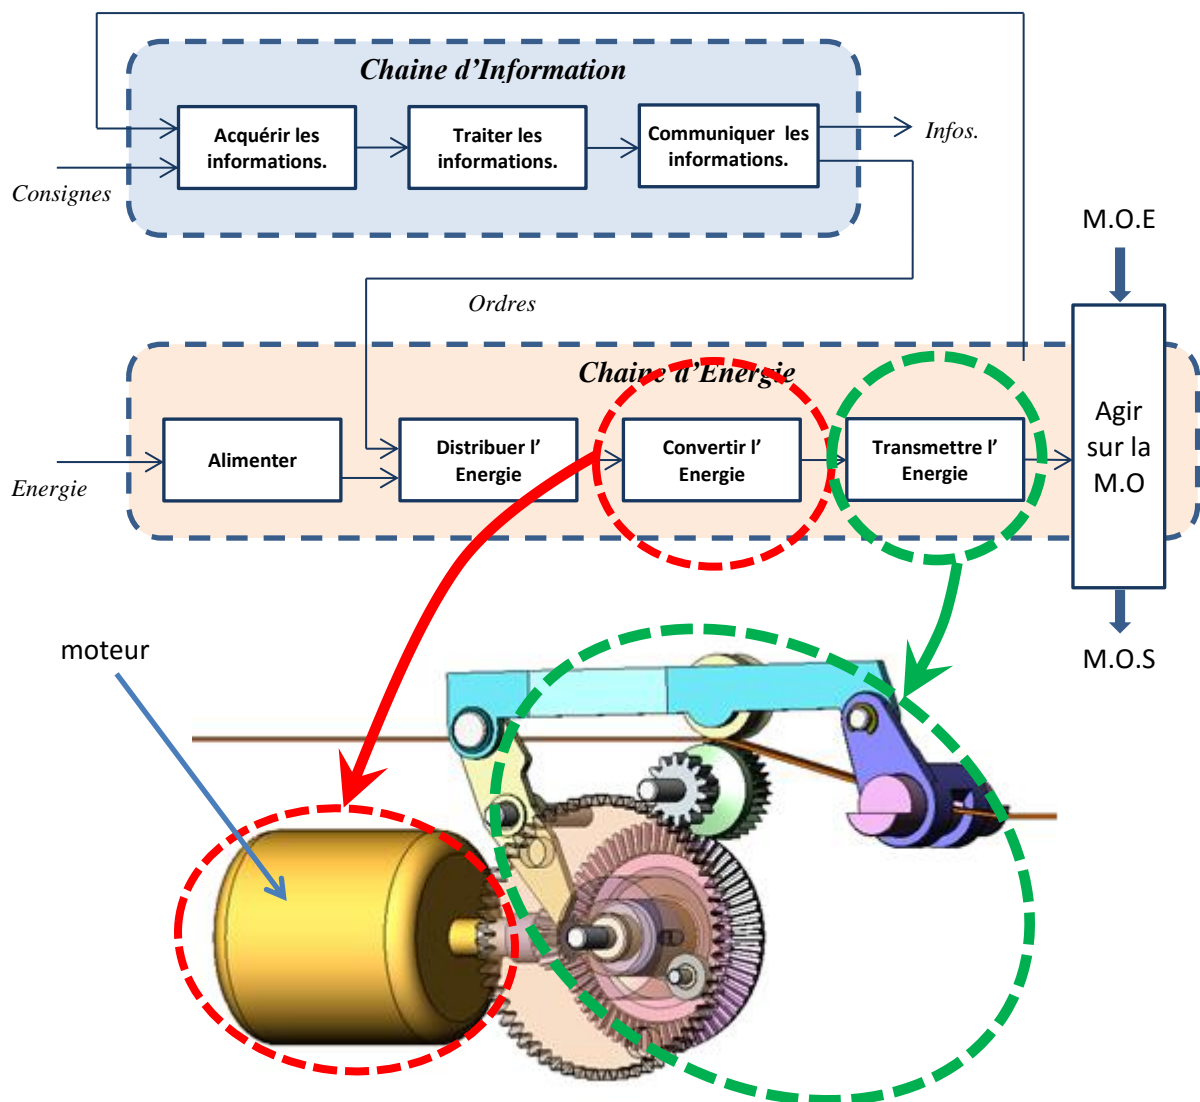 Chaine d’Information
Acquérir les
informations.
Traiter les
informations.
Communiquer les
informations.
Infos.
Consignes
M.O.E
Ordres
Chaine d’Energie
Alimenter
Distribuer l’
Energie
Convertir l’
Energie
Transmettre l’
Energie
Agir
sur la
M.O
Energie
moteur
M.O.S